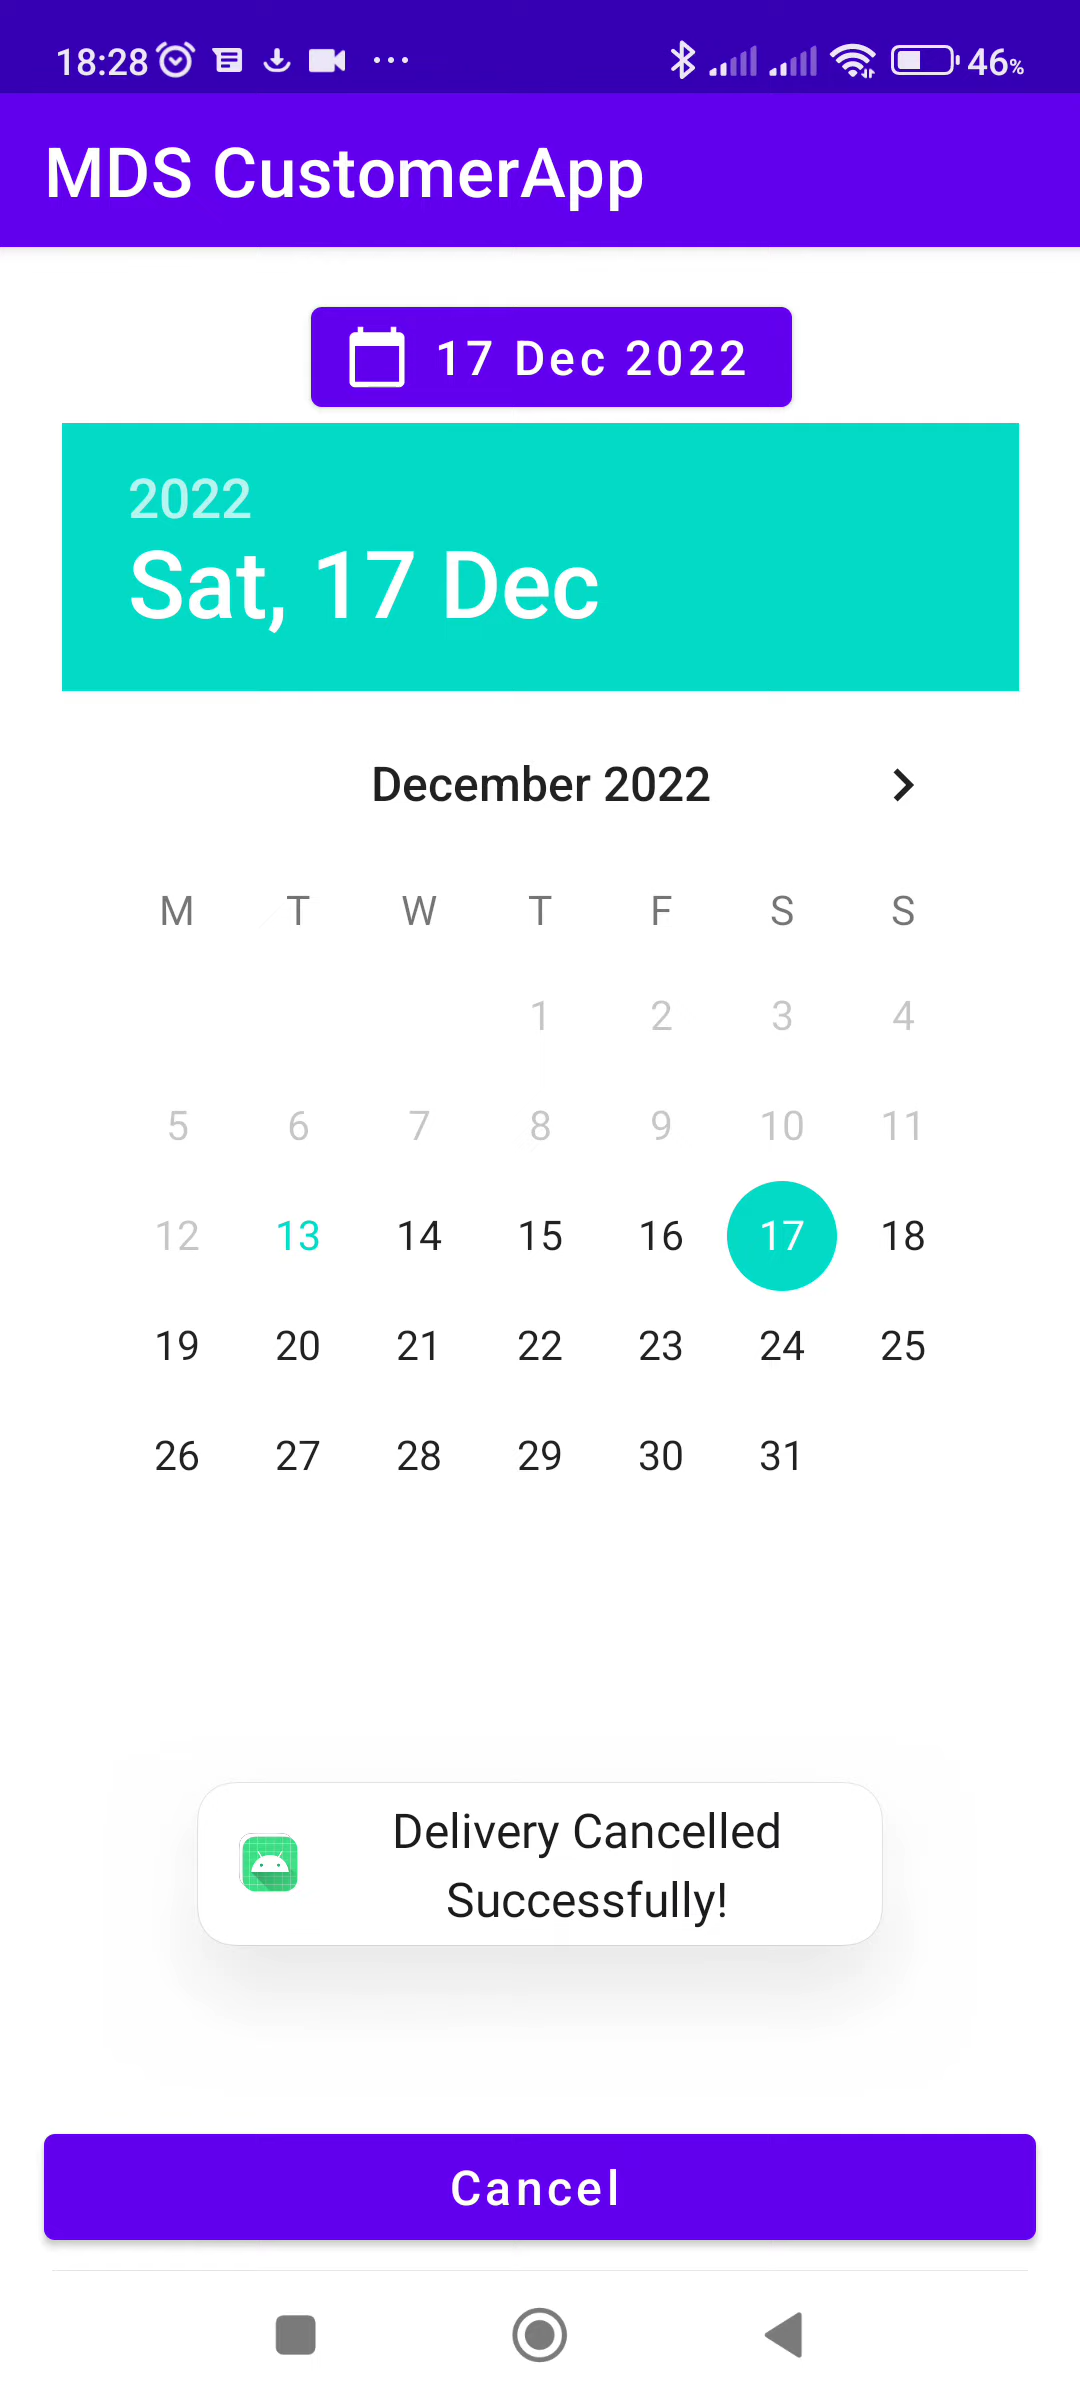 18:28 46%
MDS CustomerApp
17 Dec 2022
2022
Sat, 17 Dec
December 2022
M T W T F S S
1 2 3 4
5 6 7 8 9 10 11
12 13 14 15 16 17 18
19 20 21 22 23 24 25
26 27 28 29 30 31
Delivery Cancelled
Successfully!
Cancel